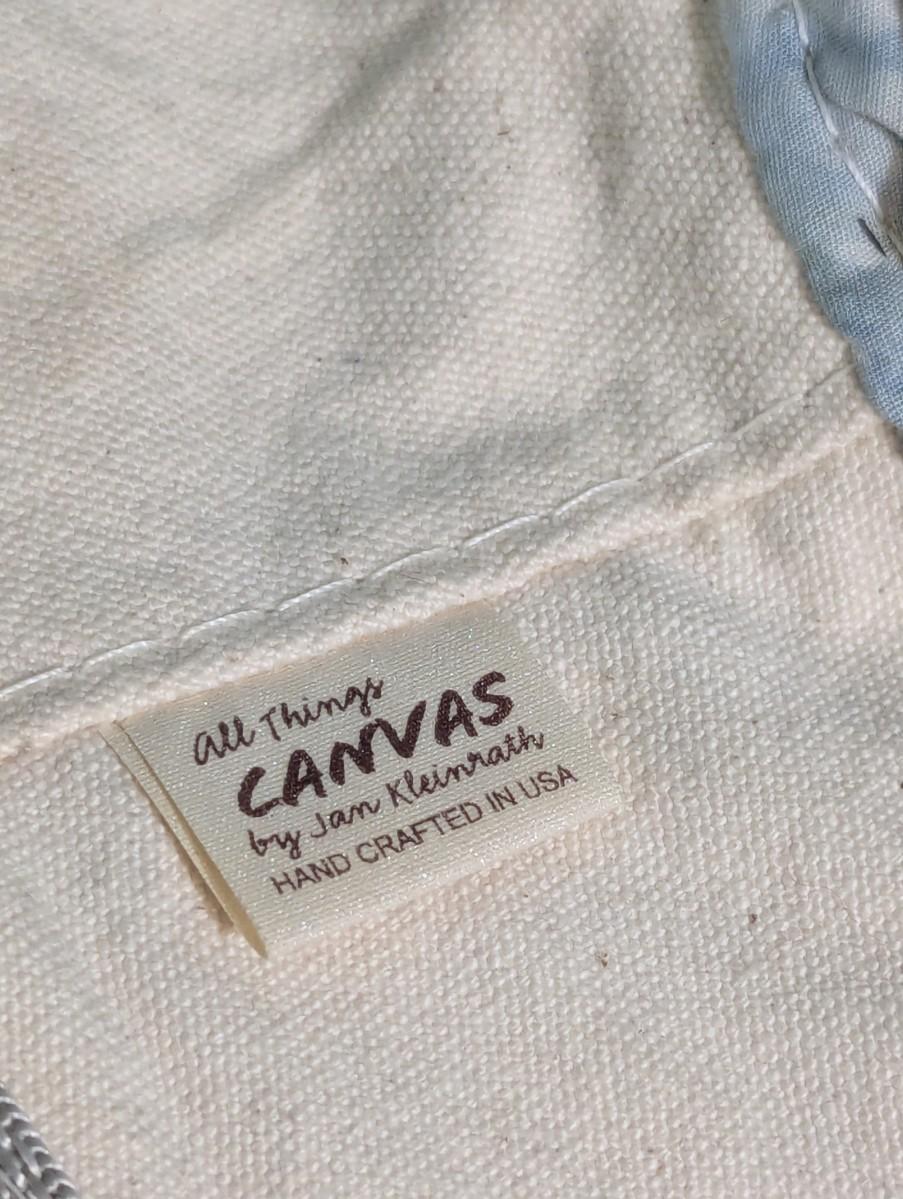 All Things
CANVAS
by Jan Kleinrath
HAND CRAFTED IN USA